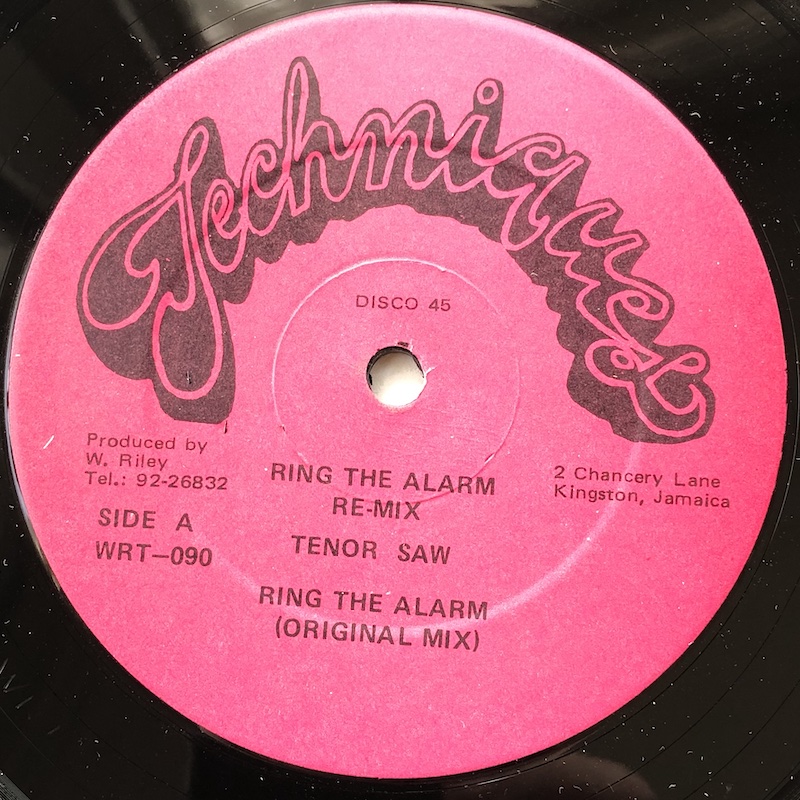 Techniques
DISCO 45
Produced by
W. Riley
Tel.: 92-26832
2 Chancery Lane
Kingston, Jamaica
SIDE A
WRT-090
RING THE ALARM
RE-MIX
TENOR SAW
RING THE ALARM
(ORIGINAL MIX)